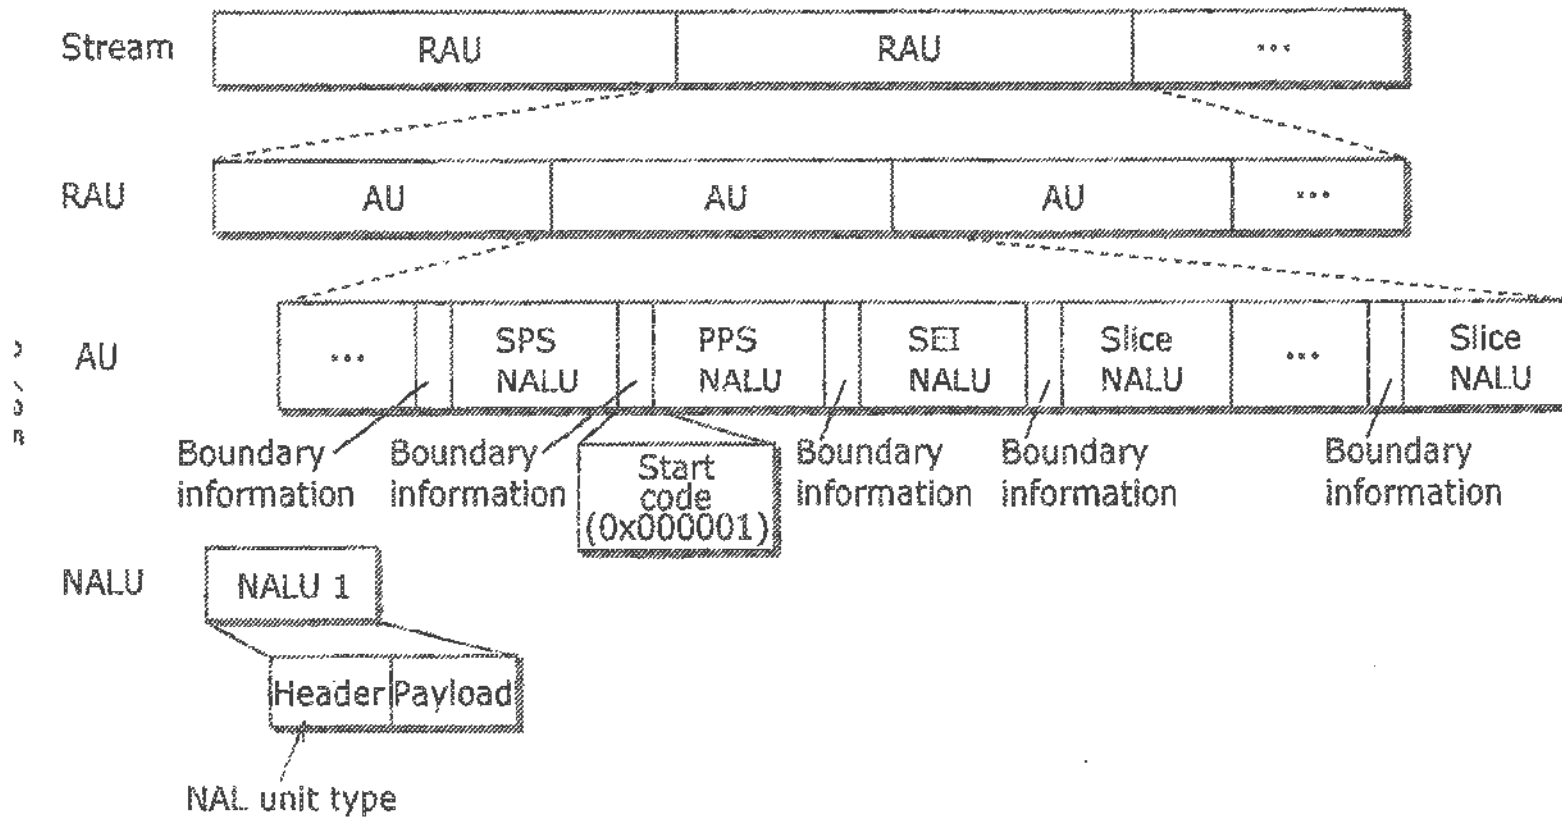 Stream RAU RAU ...
RAU AU AU AU ...
AU ... SPS NALU PPS NALU SEI NALU Slice NALU ... Slice NALU
Boundary information
Boundary information
Start code (0x000001)
Boundary information
Boundary information
Boundary information
NALU NALU 1
Header Payload
NAL unit type